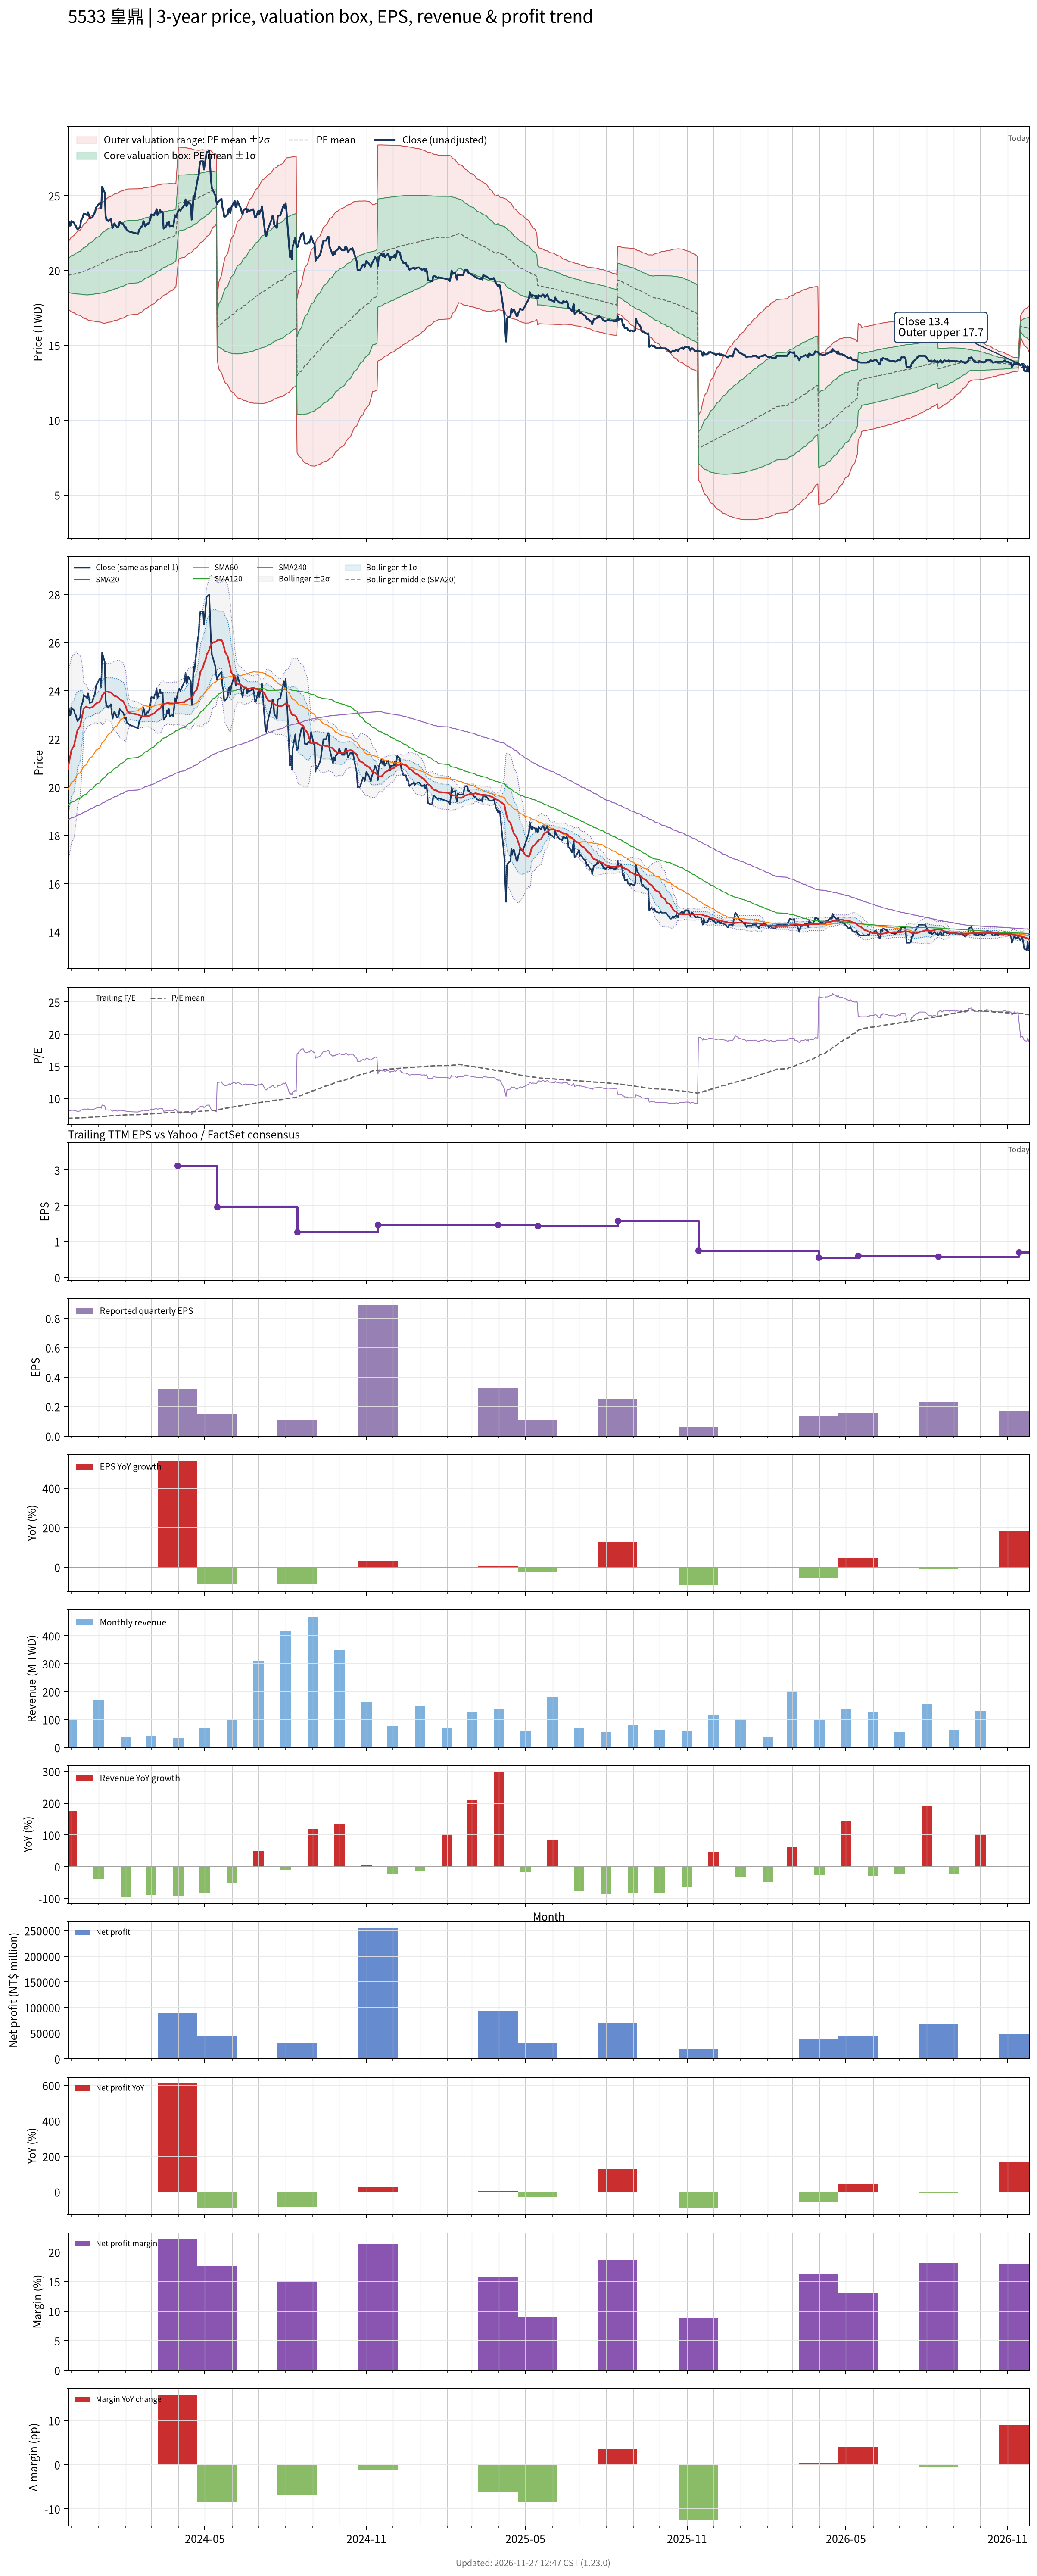 5533 皇鼎 | 3-year price, valuation box, EPS, revenue & profit trend
Outer valuation range: PE mean ±2σ
PE mean
Close (unadjusted)
Core valuation box: PE mean ±1σ
Today
Close 13.4
Outer upper 17.7
Price (TWD)
25
20
15
10
5
Close (same as panel 1)
SMA60
SMA240
Bollinger ±1σ
SMA20
SMA120
Bollinger ±2σ
Bollinger middle (SMA20)
Price
28
26
24
22
20
18
16
14
Trailing P/E
P/E mean
P/E
25
20
15
10
Trailing TTM EPS vs Yahoo / FactSet consensus
Today
EPS
3
2
1
0
Reported quarterly EPS
EPS
0.8
0.6
0.4
0.2
0.0
EPS YoY growth
YoY (%)
400
200
0
Monthly revenue
Revenue (M TWD)
400
300
200
100
0
Revenue YoY growth
YoY (%)
300
200
100
0
-100
Month
Net profit
Net profit (NT$ million)
250000
200000
150000
100000
50000
0
Net profit YoY
YoY (%)
600
400
200
0
Net profit margin
Margin (%)
20
15
10
5
0
Margin YoY change
Δ margin (pp)
10
0
-10
2024-05
2024-11
2025-05
2025-11
2026-05
2026-11
Updated: 2026-11-27 12:47 CST (1.23.0)